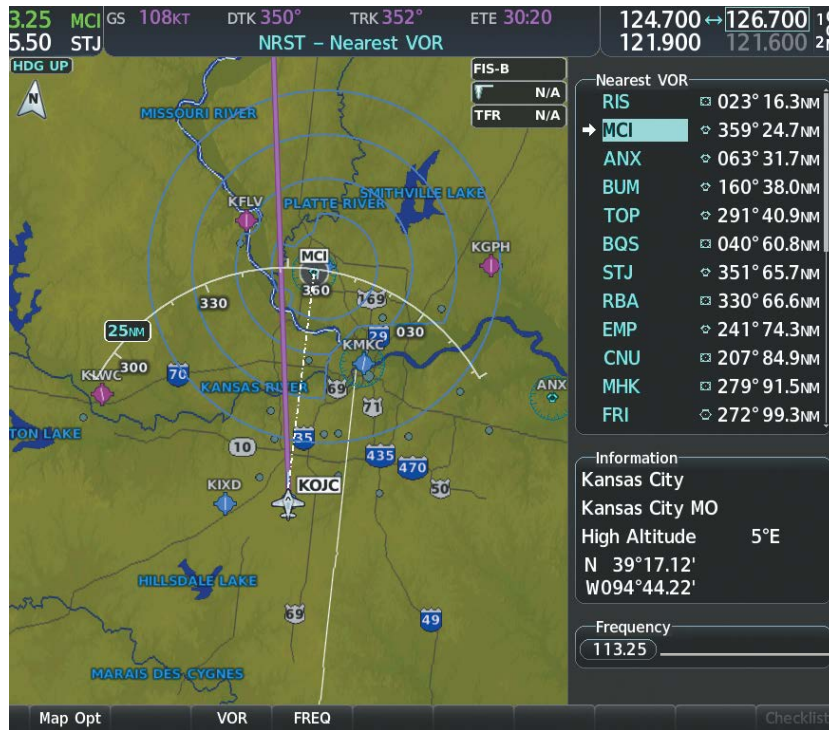 3.25 MCI GS 108KT DTK 350° TRK 352° ETE 30:20 124.700 ↔ 126.700
5.50 STJ NRST – Nearest VOR 121.900 121.600
HDG UP
N
FIS-B
N/A
TFR N/A
MISSOURI RIVER
KFLV
PLATTE RIVER
SMITHVILLE LAKE
KGPH
MCI
360
330
169
25NM
29
030
KMKC
300
KLWC
70
KANSAS RIVER
69
71
ANX
TON LAKE
35
10
435
470
50
KIXD
KOJC
HILLSDALE LAKE
69
49
MARAIS DES CYGNES
Nearest VOR
RIS 023° 16.3NM
MCI 359° 24.7NM
ANX 063° 31.7NM
BUM 160° 38.0NM
TOP 291° 40.9NM
BQS 040° 60.8NM
STJ 351° 65.7NM
RBA 330° 66.6NM
EMP 241° 74.3NM
CNU 207° 84.9NM
MHK 279° 91.5NM
FRI 272° 99.3NM
Information
Kansas City
Kansas City MO
High Altitude 5°E
N 39°17.12'
W094°44.22'
Frequency
113.25
Map Opt VOR FREQ Checklist